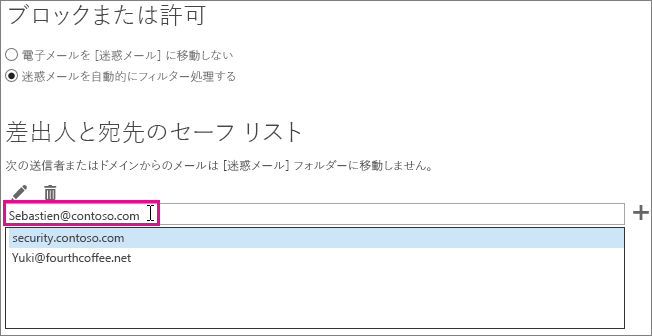 ブロックまたは許可
電子メールを [迷惑メール] に移動しない
迷惑メールを自動的にフィルター処理する
差出人と宛先のセーフ リスト
次の送信者またはドメインからのメールは [迷惑メール] フォルダーに移動しません。
Sebastien@contoso.com
security.contoso.com
Yuki@fourthcoffee.net